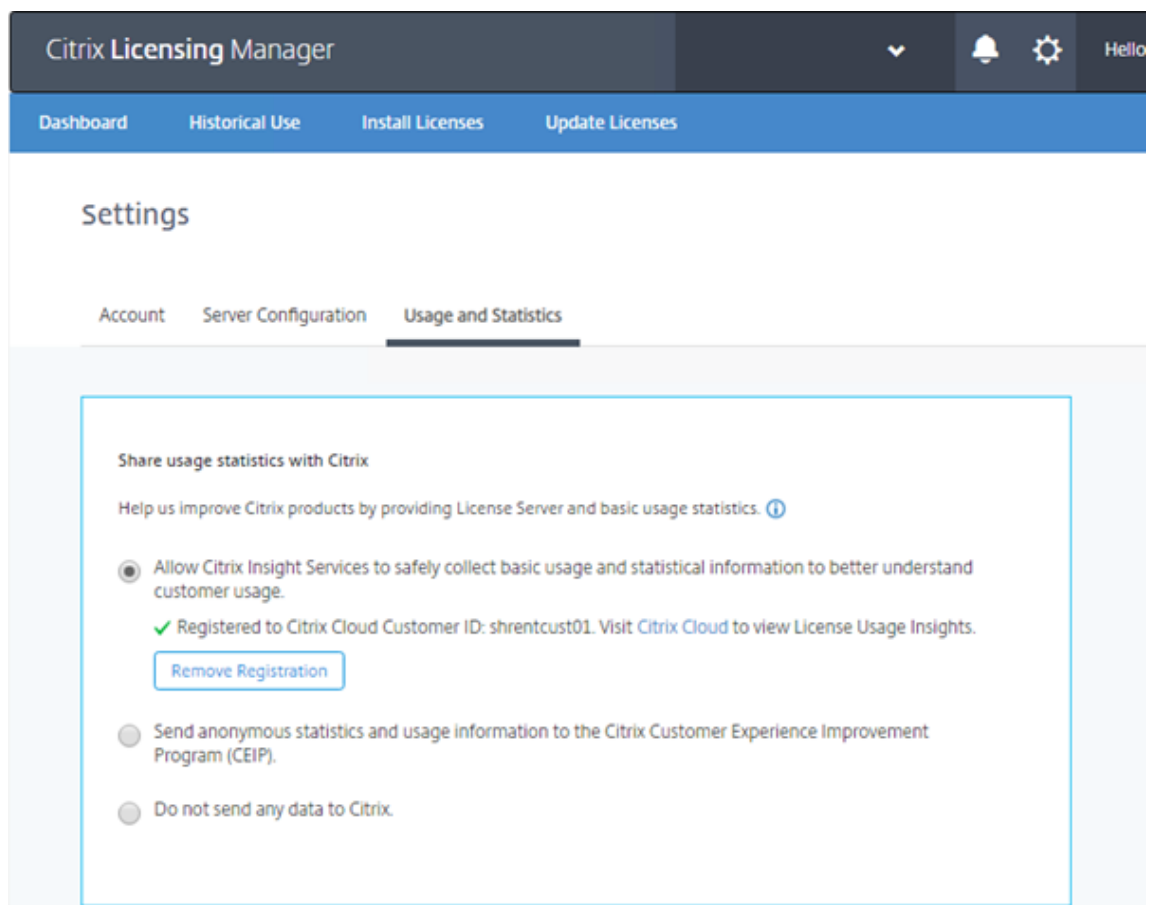 Citrix Licensing Manager
Hello
Dashboard Historical Use Install Licenses Update Licenses
Settings
Account Server Configuration Usage and Statistics
Share usage statistics with Citrix
Help us improve Citrix products by providing License Server and basic usage statistics.
Allow Citrix Insight Services to safely collect basic usage and statistical information to better understand
customer usage.
Registered to Citrix Cloud Customer ID: shrentcust01. Visit Citrix Cloud to view License Usage Insights.
Remove Registration
Send anonymous statistics and usage information to the Citrix Customer Experience Improvement
Program (CEIP).
Do not send any data to Citrix.